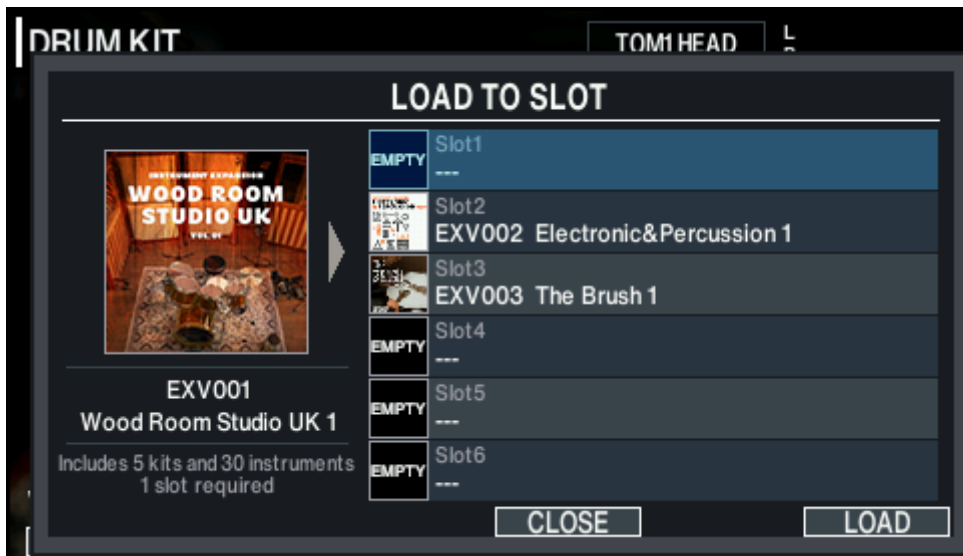 DRUM KIT
TOM1 HEAD
L
LOAD TO SLOT
INSTRUMENT EXPANSION
WOOD ROOM
STUDIO UK
VOL.01
EXV001
Wood Room Studio UK 1
Includes 5 kits and 30 instruments
1 slot required
EMPTY
Slot1
---
Slot2
EXV002 Electronic&Percussion 1
Slot3
EXV003 The Brush 1
EMPTY
Slot4
---
EMPTY
Slot5
---
EMPTY
Slot6
---
CLOSE
LOAD